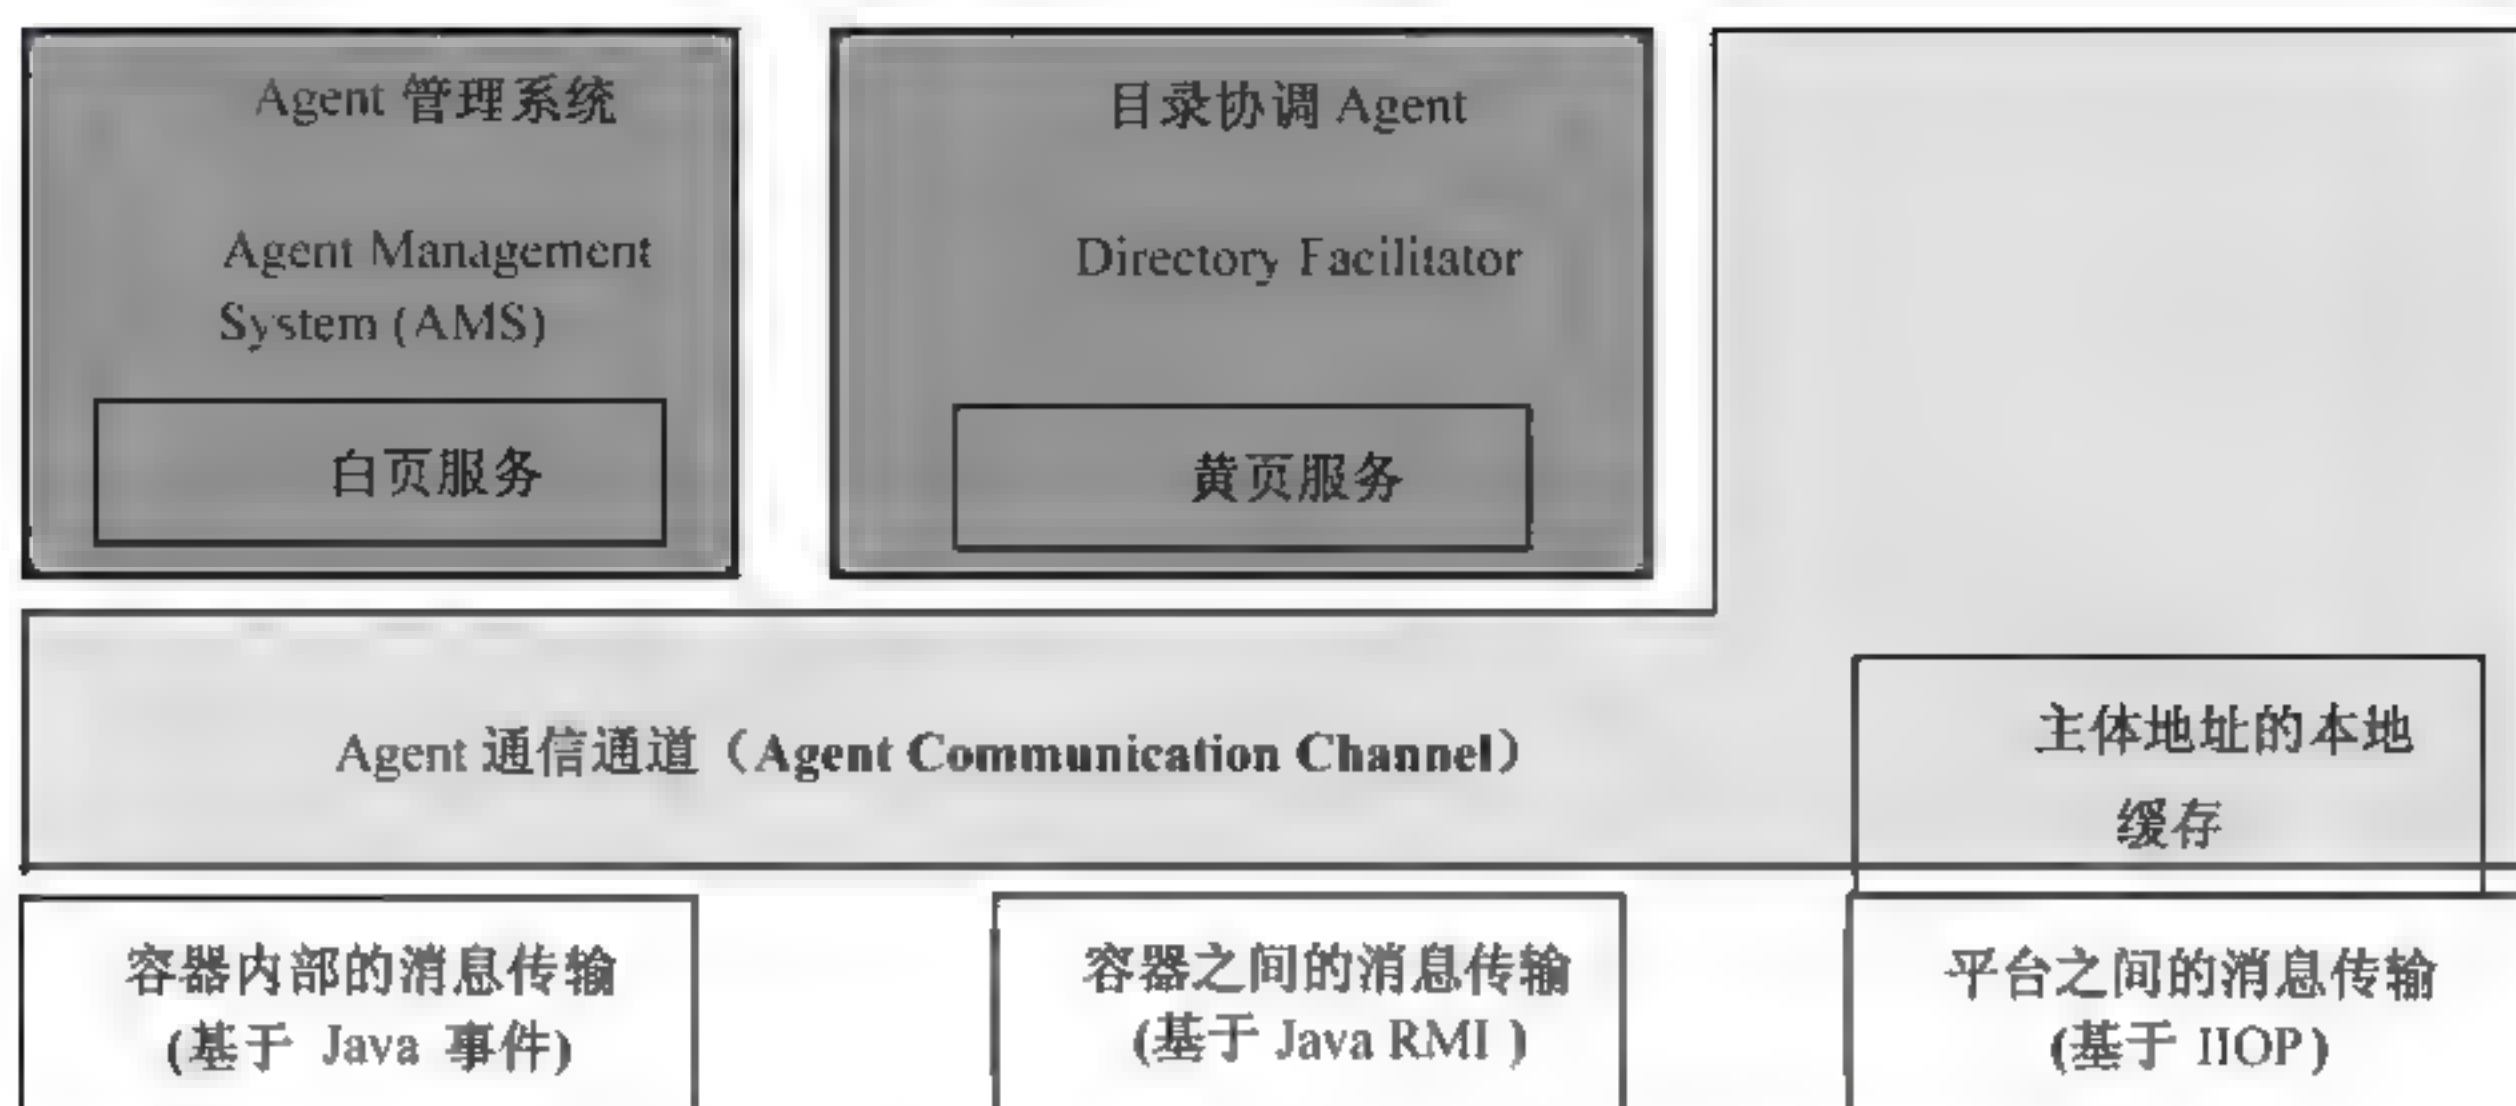 Agent 管理系统
Agent Management
System (AMS)
白页服务
目录协调 Agent
Directory Facilitator
黄页服务
Agent 通信通道（Agent Communication Channel）
主体地址的本地
缓存
容器内部的消息传输
(基于 Java 事件)
容器之间的消息传输
(基于 Java RMI )
平台之间的消息传输
(基于 IIOP)